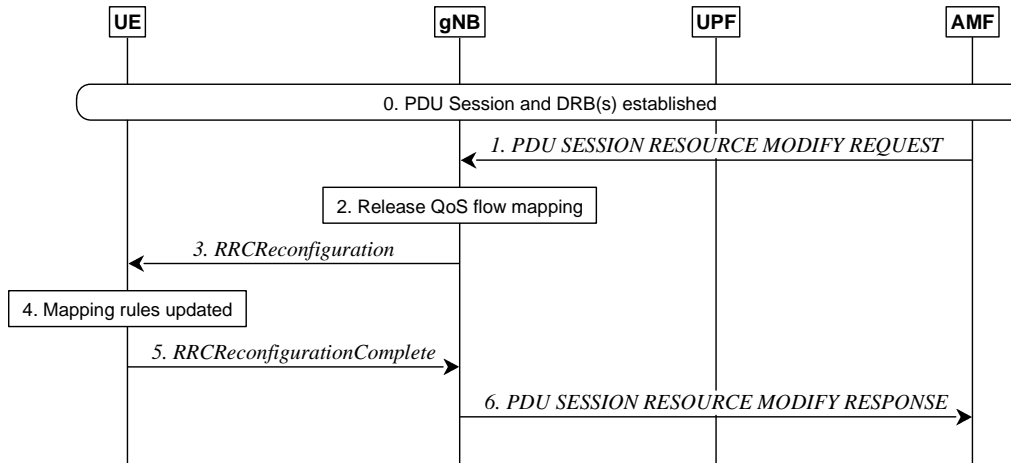 UE
gNB
UPF
AMF
0. PDU Session and DRB(s) established
1. PDU SESSION RESOURCE MODIFY REQUEST
2. Release QoS flow mapping
3. RRCReconfiguration
4. Mapping rules updated
5. RRCReconfigurationComplete
6. PDU SESSION RESOURCE MODIFY RESPONSE